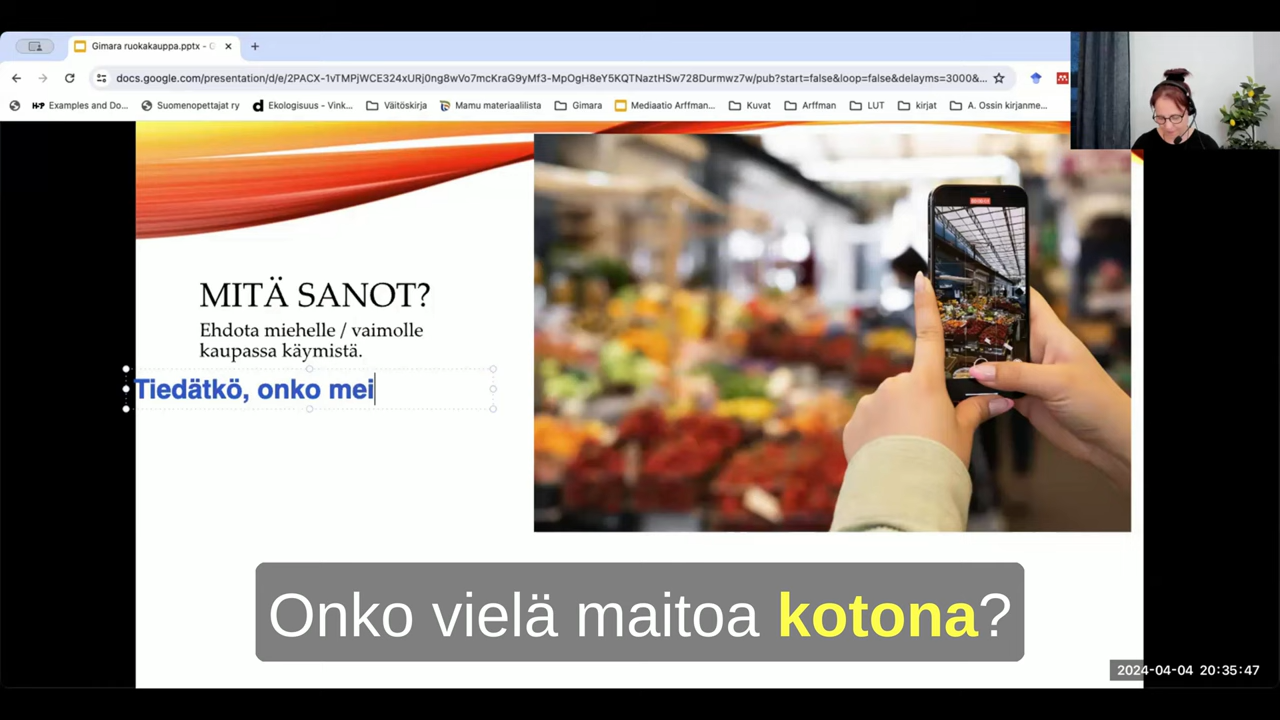 Gimara ruokakauppa.pptx - G
docs.google.com/presentation/d/e/2PACX-1vTMPjWCE324xURj0ng8wVo7mcKraG9yMf3-MpOgH8eY5KQTNaztHSw728Durmwz7w/pub?start=false&loop=false&delayms=3000&...
Examples and Do... Suomenopettajat ry Ekologisuus - Vink... Väitöskirja Mamu materiaalilista Gimara Mediaatio Arffman... Kuvat Arffman LUT kirjat A. Ossin kirjanme...
MITÄ SANOT?
Ehdota miehelle / vaimolle
kaupassa käymistä.
Tiedätkö, onko mei
Onko vielä maitoa kotona?
2024-04-04 20:35:47